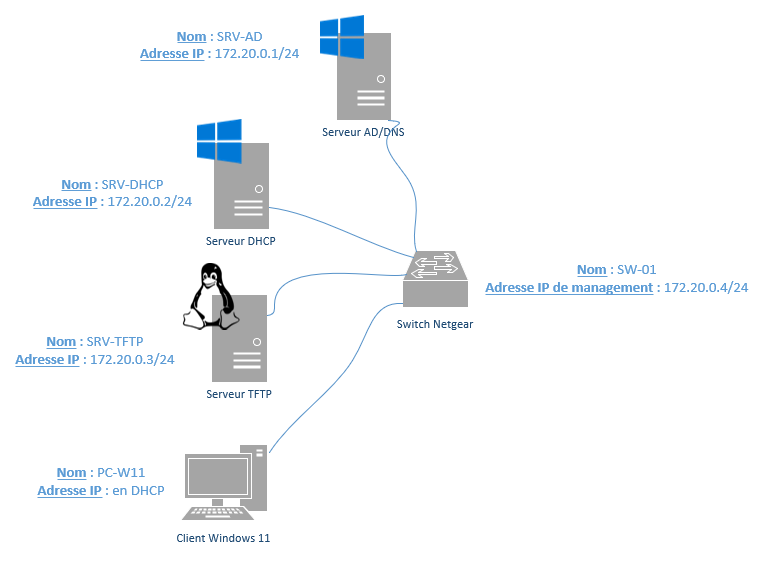 Nom : SRV-AD
Adresse IP : 172.20.0.1/24
Serveur AD/DNS
Nom : SRV-DHCP
Adresse IP : 172.20.0.2/24
Serveur DHCP
Nom : SW-01
Adresse IP de management : 172.20.0.4/24
Switch Netgear
Nom : SRV-TFTP
Adresse IP : 172.20.0.3/24
Serveur TFTP
Nom : PC-W11
Adresse IP : en DHCP
Client Windows 11